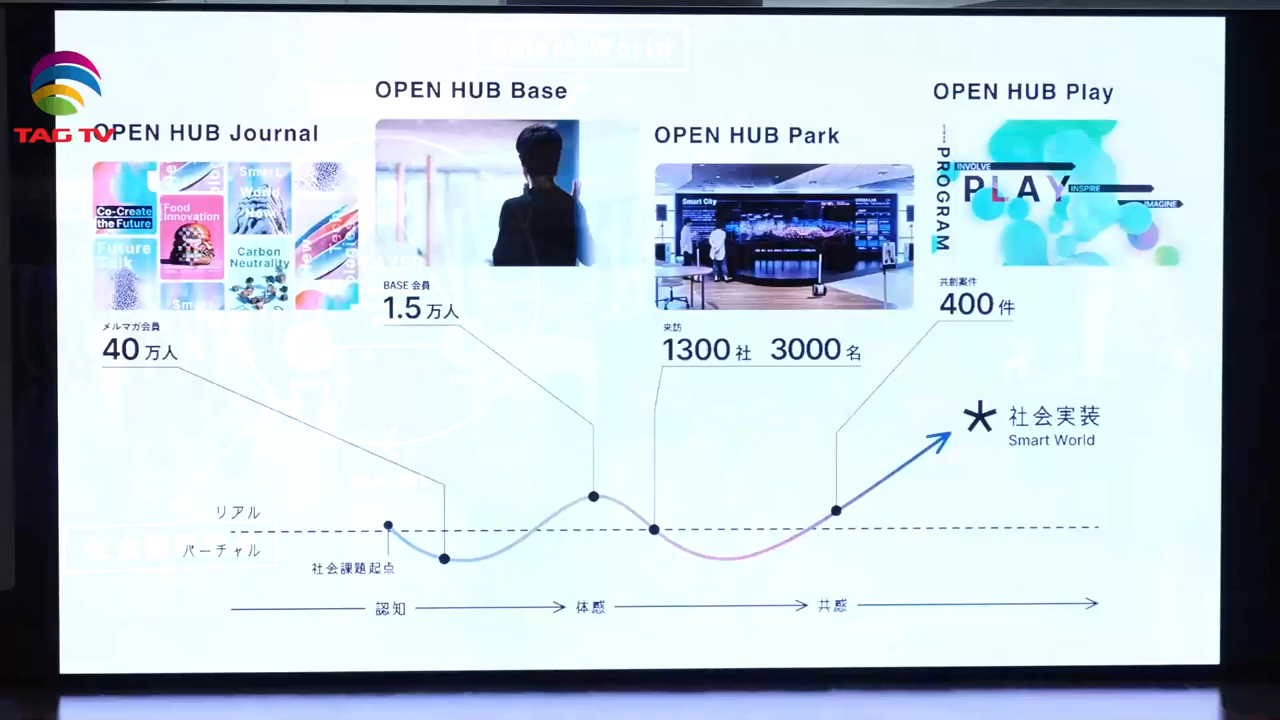 Smart World
TAG TV
OPEN HUB Journal
Co-Create
the Future
Food
Innovation
Smart
World
Now
Future
Talk
Carbon
Neutrality
Smart
メルマガ会員
40 万人
OPEN HUB Base
BASE 会員
1.5 万人
OPEN HUB Park
Smart City
来訪
1300 社 3000 名
OPEN HUB Play
PROGRAM
INVOLVE
PLAY
INSPIRE
IMAGINE
共創案件
400 件
社会実装
Smart World
リアル
バーチャル
社会課題起点
認知
体感
共感